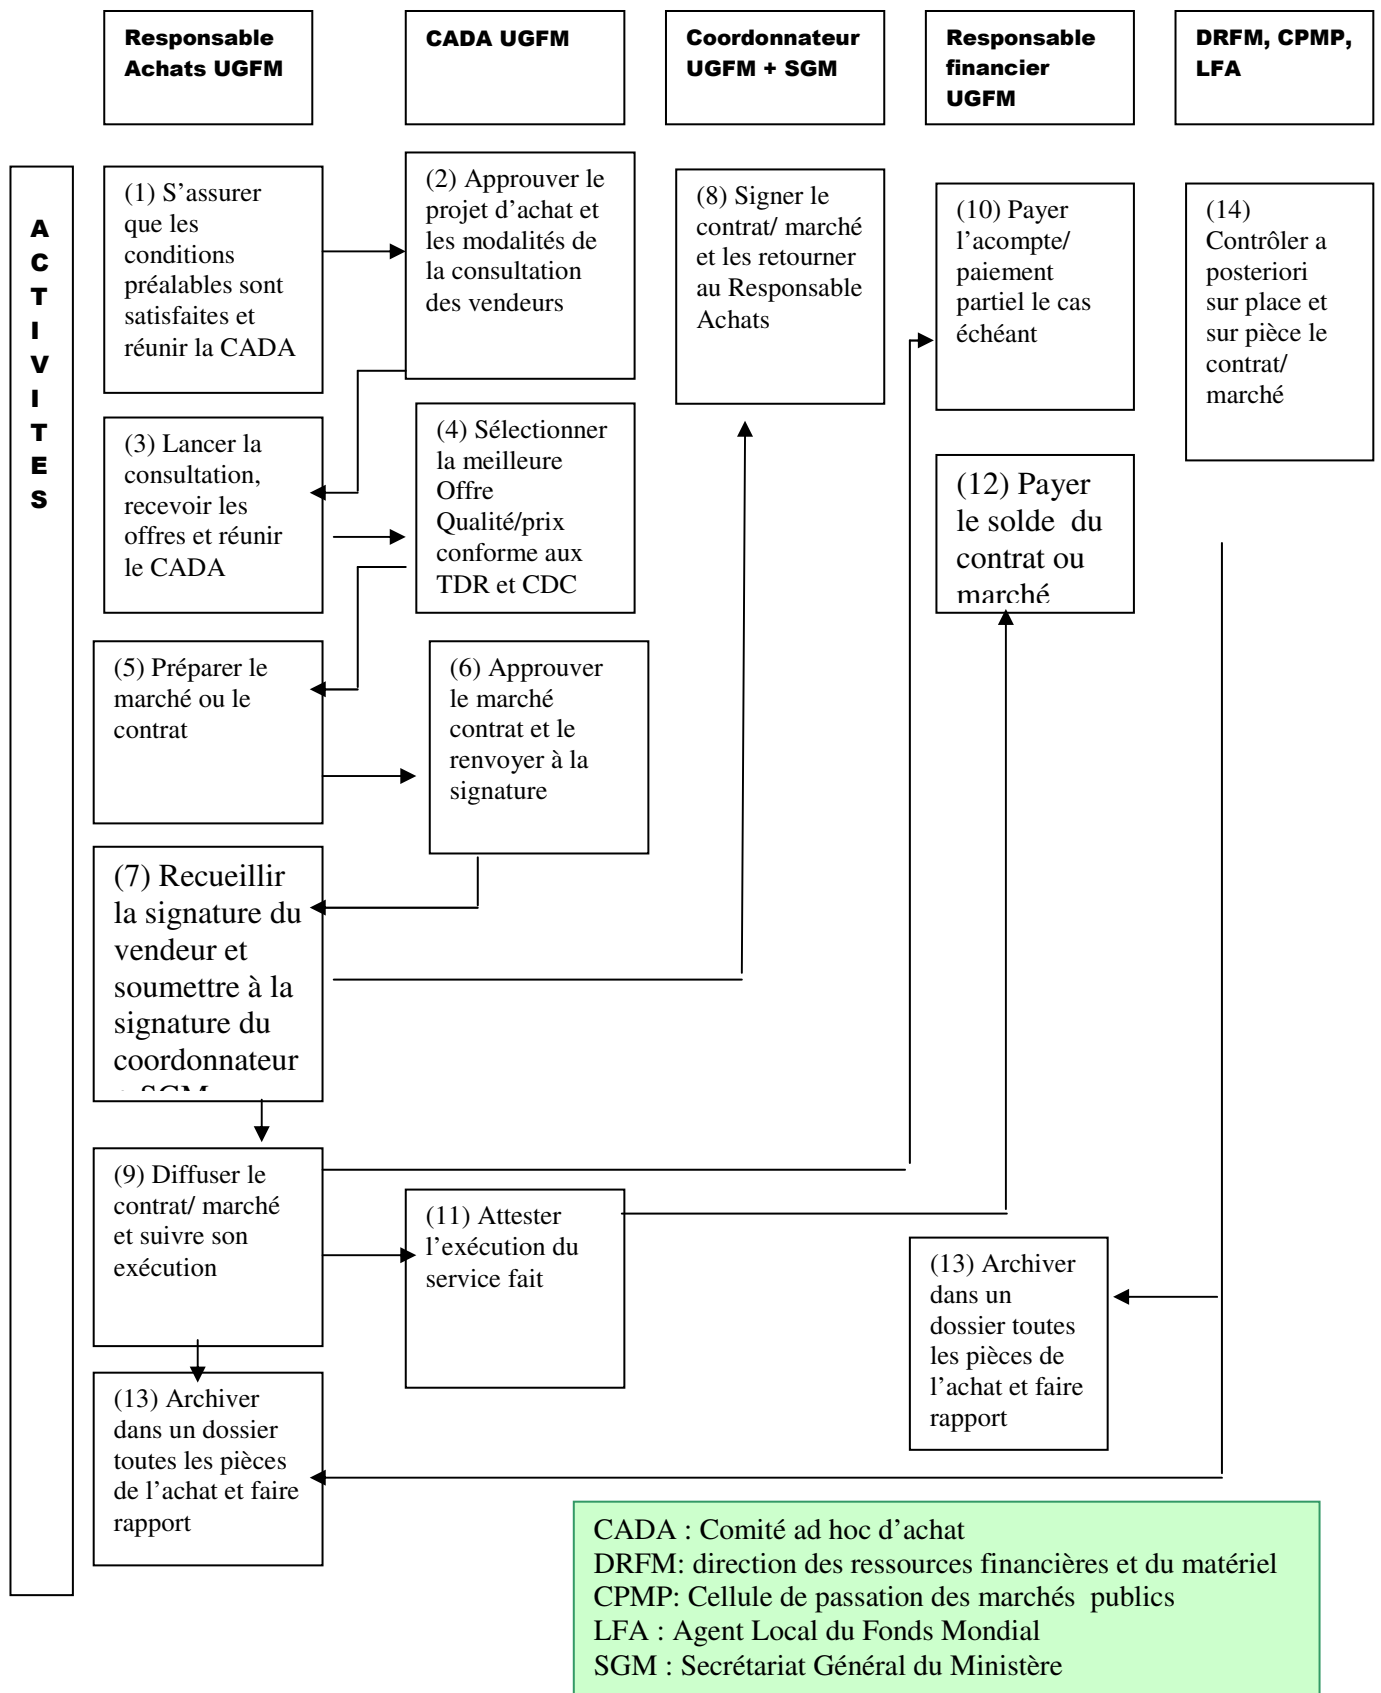 Responsable
Achats UGFM
CADA UGFM
Coordonnateur
UGFM + SGM
Responsable
financier
UGFM
DRFM, CPMP,
LFA
A
C
T
I
V
I
T
E
S
(1) S’assurer
que les
conditions
préalables sont
satisfaites et
réunir la CADA
(2) Approuver le
projet d’achat et
les modalités de
la consultation
des vendeurs
(8) Signer le
contrat/ marché
et les retourner
au Responsable
Achats
(10) Payer
l’acompte/
paiement
partiel le cas
échéant
(14)
Contrôler a
posteriori
sur place et
sur pièce le
contrat/
marché
(3) Lancer la
consultation,
recevoir les
offres et réunir
le CADA
(4) Sélectionner
la meilleure
Offre
Qualité/prix
conforme aux
TDR et CDC
(12) Payer
le solde du
contrat ou
marché
(5) Préparer le
marché ou le
contrat
(6) Approuver
le marché
contrat et le
renvoyer à la
signature
(7) Recueillir
la signature du
vendeur et
soumettre à la
signature du
coordonnateur
SGM
(9) Diffuser le
contrat/ marché
et suivre son
exécution
(11) Attester
l’exécution du
service fait
(13) Archiver
dans un
dossier toutes
les pièces de
l’achat et faire
rapport
(13) Archiver
dans un dossier
toutes les pièces
de l’achat et faire
rapport
CADA : Comité ad hoc d’achat
DRFM: direction des ressources financières et du matériel
CPMP: Cellule de passation des marchés publics
LFA : Agent Local du Fonds Mondial
SGM : Secrétariat Général du Ministère